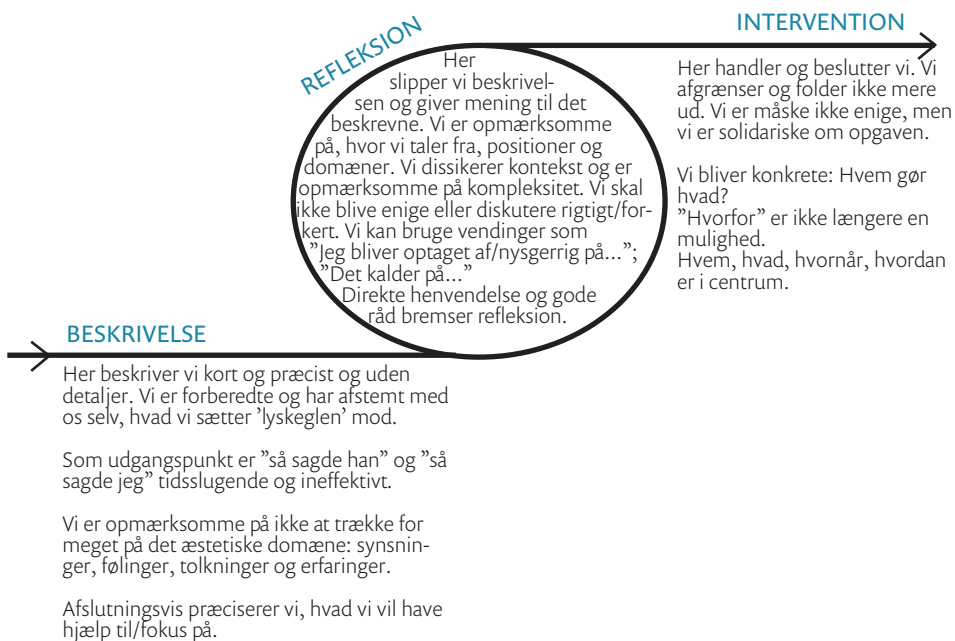 BESKRIVELSE
Her beskriver vi kort og præcist og uden
detaljer. Vi er forberedte og har afstemt med
os selv, hvad vi sætter ’lyskeglen’ mod.
Som udgangspunkt er ”så sagde han” og ”så
sagde jeg” tidsslugende og ineffektivt.
Vi er opmærksomme på ikke at trække for
meget på det æstetiske domæne: synsnin-
ger, følinger, tolkninger og erfaringer.
Afslutningsvis præciserer vi, hvad vi vil have
hjælp til/fokus på.
REFLEKSION
Her
slipper vi beskrivel-
sen og giver mening til det
beskrevne. Vi er opmærksomme
på, hvor vi taler fra, positioner og
domæner. Vi dissikerer kontekst og er
opmærksomme på kompleksitet. Vi skal
ikke blive enige eller diskutere rigtigt/for-
kert. Vi kan bruge vendinger som
”Jeg bliver optaget af/nysgerrig på...”;
”Det kalder på...”
Direkte henvendelse og gode
råd bremser refleksion.
INTERVENTION
Her handler og beslutter vi. Vi
afgrænser og folder ikke mere
ud. Vi er måske ikke enige, men
vi er solidariske om opgaven.
Vi bliver konkrete: Hvem gør
hvad?
”Hvorfor” er ikke længere en
mulighed.
Hvem, hvad, hvornår, hvordan
er i centrum.